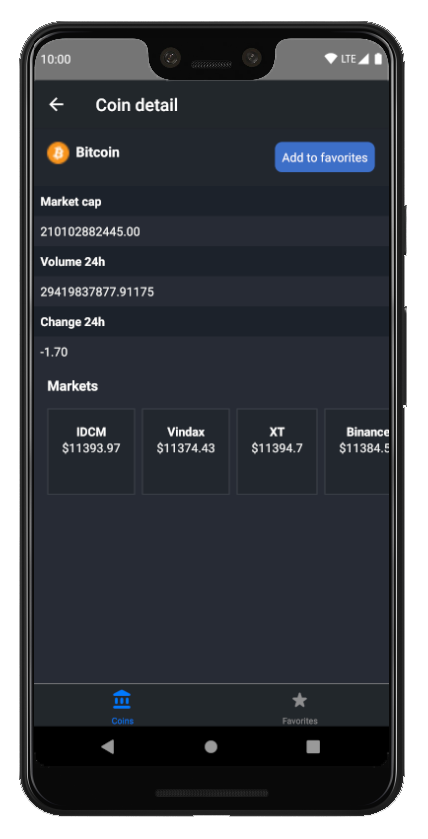 10:00
LTE
Coin detail
Bitcoin
Add to favorites
Market cap
210102882445.00
Volume 24h
29419837877.91175
Change 24h
-1.70
Markets
IDCM
$11393.97
Vindax
$11374.43
XT
$11394.7
Binance
$11384.5
Coins
Favorites